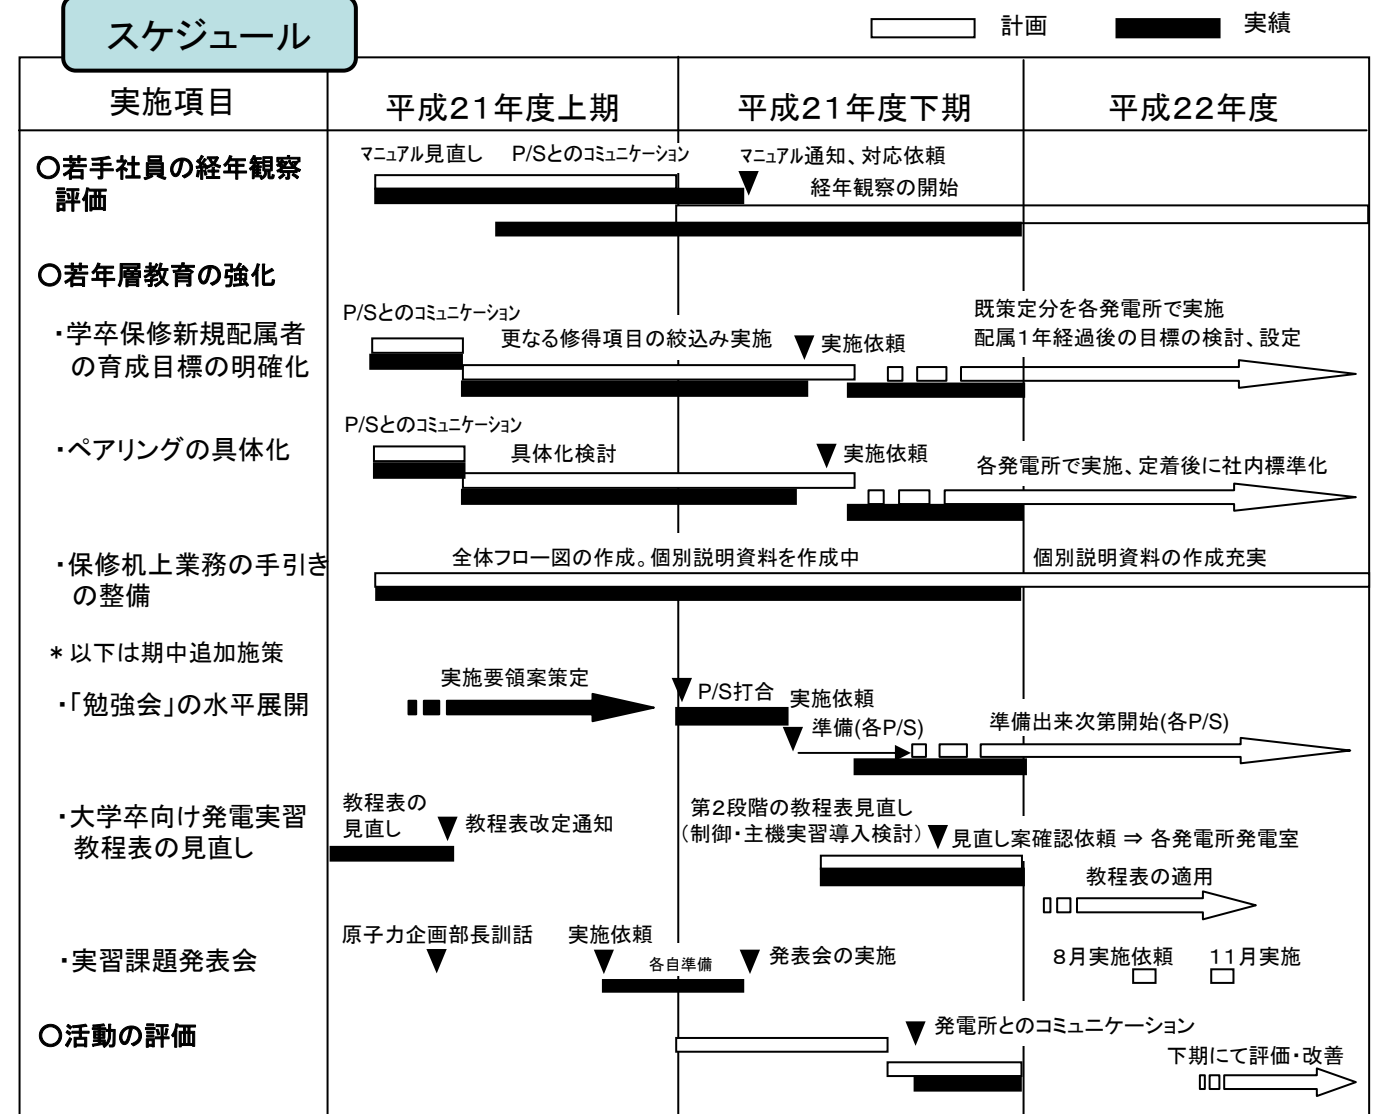 スケジュール
計画
実績
実施項目
平成21年度上期
平成21年度下期
平成22年度
○若手社員の経年観察
評価
マニュアル見直し
P/Sとのコミュニケーション
マニュアル通知、対応依頼
経年観察の開始
○若年層教育の強化
・学卒保修新規配属者
の育成目標の明確化
P/Sとのコミュニケーション
更なる修得項目の絞込み実施
実施依頼
既策定分を各発電所で実施
配属1年経過後の目標の検討、設定
・ペアリングの具体化
P/Sとのコミュニケーション
具体化検討
実施依頼
各発電所で実施、定着後に社内標準化
・保修机上業務の手引き
の整備
全体フロー図の作成。個別説明資料を作成中
個別説明資料の作成充実
*以下は期中追加施策
・「勉強会」の水平展開
実施要領案策定
P/S打合
実施依頼
準備(各P/S)
準備出来次第開始(各P/S)
・大学卒向け発電実習
教程表の見直し
教程表の
見直し
教程表改定通知
第2段階の教程表見直し
(制御・主機実習導入検討)
見直し案確認依頼 ⇒ 各発電所発電室
教程表の適用
・実習課題発表会
原子力企画部長訓話
実施依頼
各自準備
発表会の実施
8月実施依頼
11月実施
○活動の評価
発電所とのコミュニケーション
下期にて評価・改善